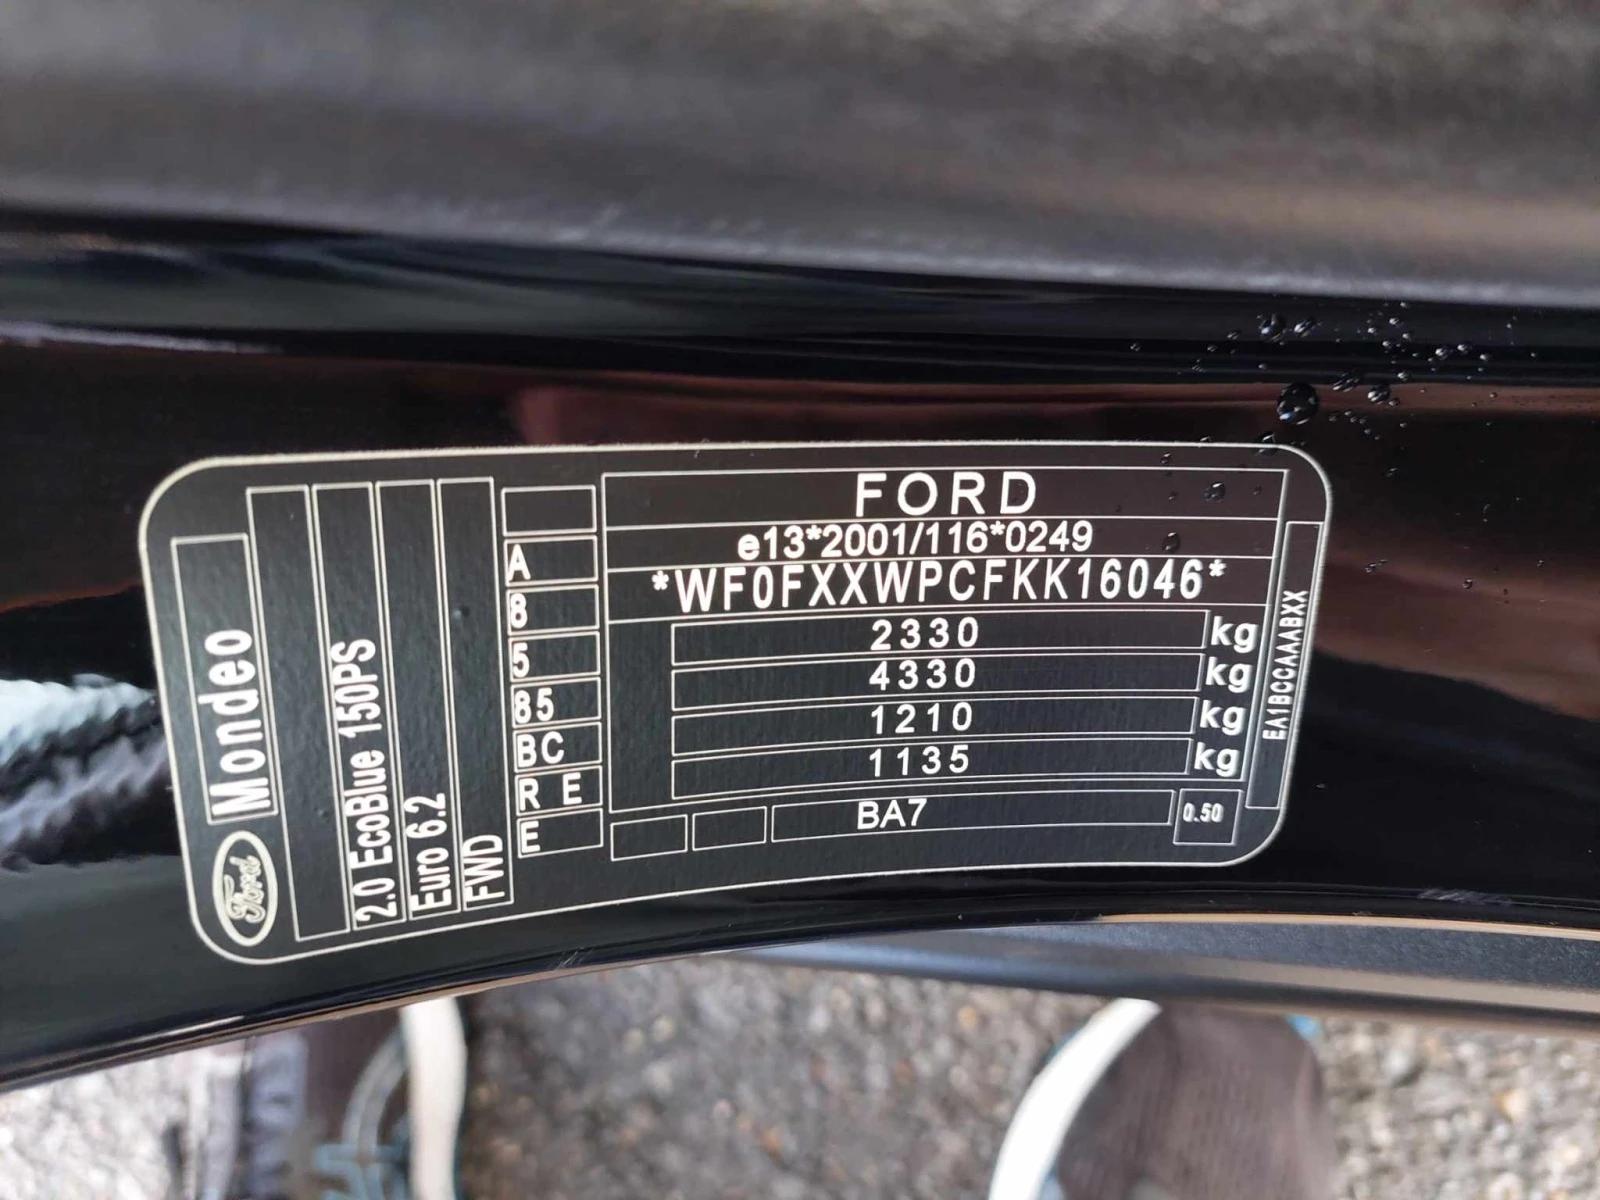 FORD
e13*2001/116*0249
*WF0FXXWPCFKK16046*
2330 kg
4330 kg
1210 kg
1135 kg
BA7
0.50
EA1BCCAAABXX
A
8
5
85
BC
R E
E
Ford
Mondeo
2.0 EcoBlue 150PS
Euro 6.2
FWD